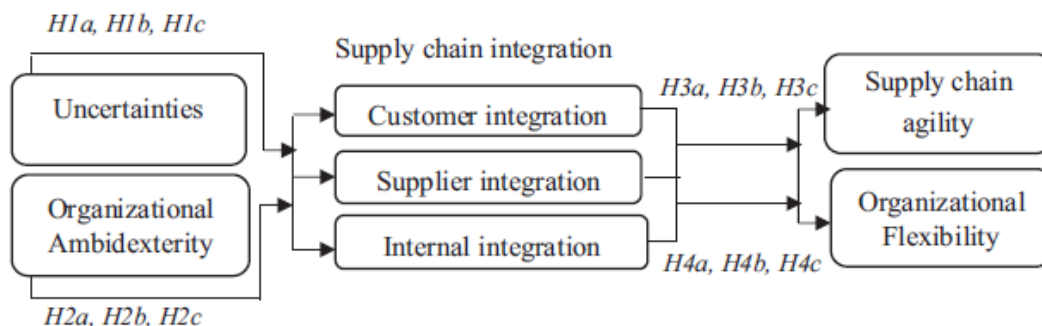 H1a, H1b, H1c
Supply chain integration
Uncertainties
Customer integration
H3a, H3b, H3c
Supply chain
agility
Supplier integration
Organizational
Ambidexterity
Internal integration
Organizational
Flexibility
H4a, H4b, H4c
H2a, H2b, H2c